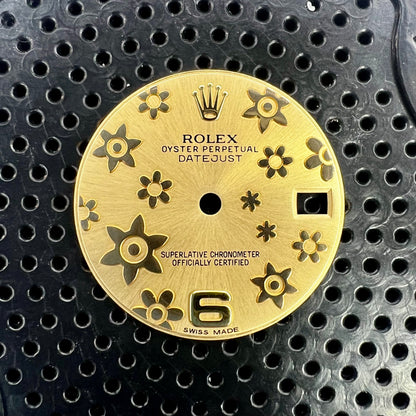 ROLEX
OYSTER PERPETUAL
DATEJUST
SUPERLATIVE CHRONOMETER
OFFICIALLY CERTIFIED
6
SWISS MADE